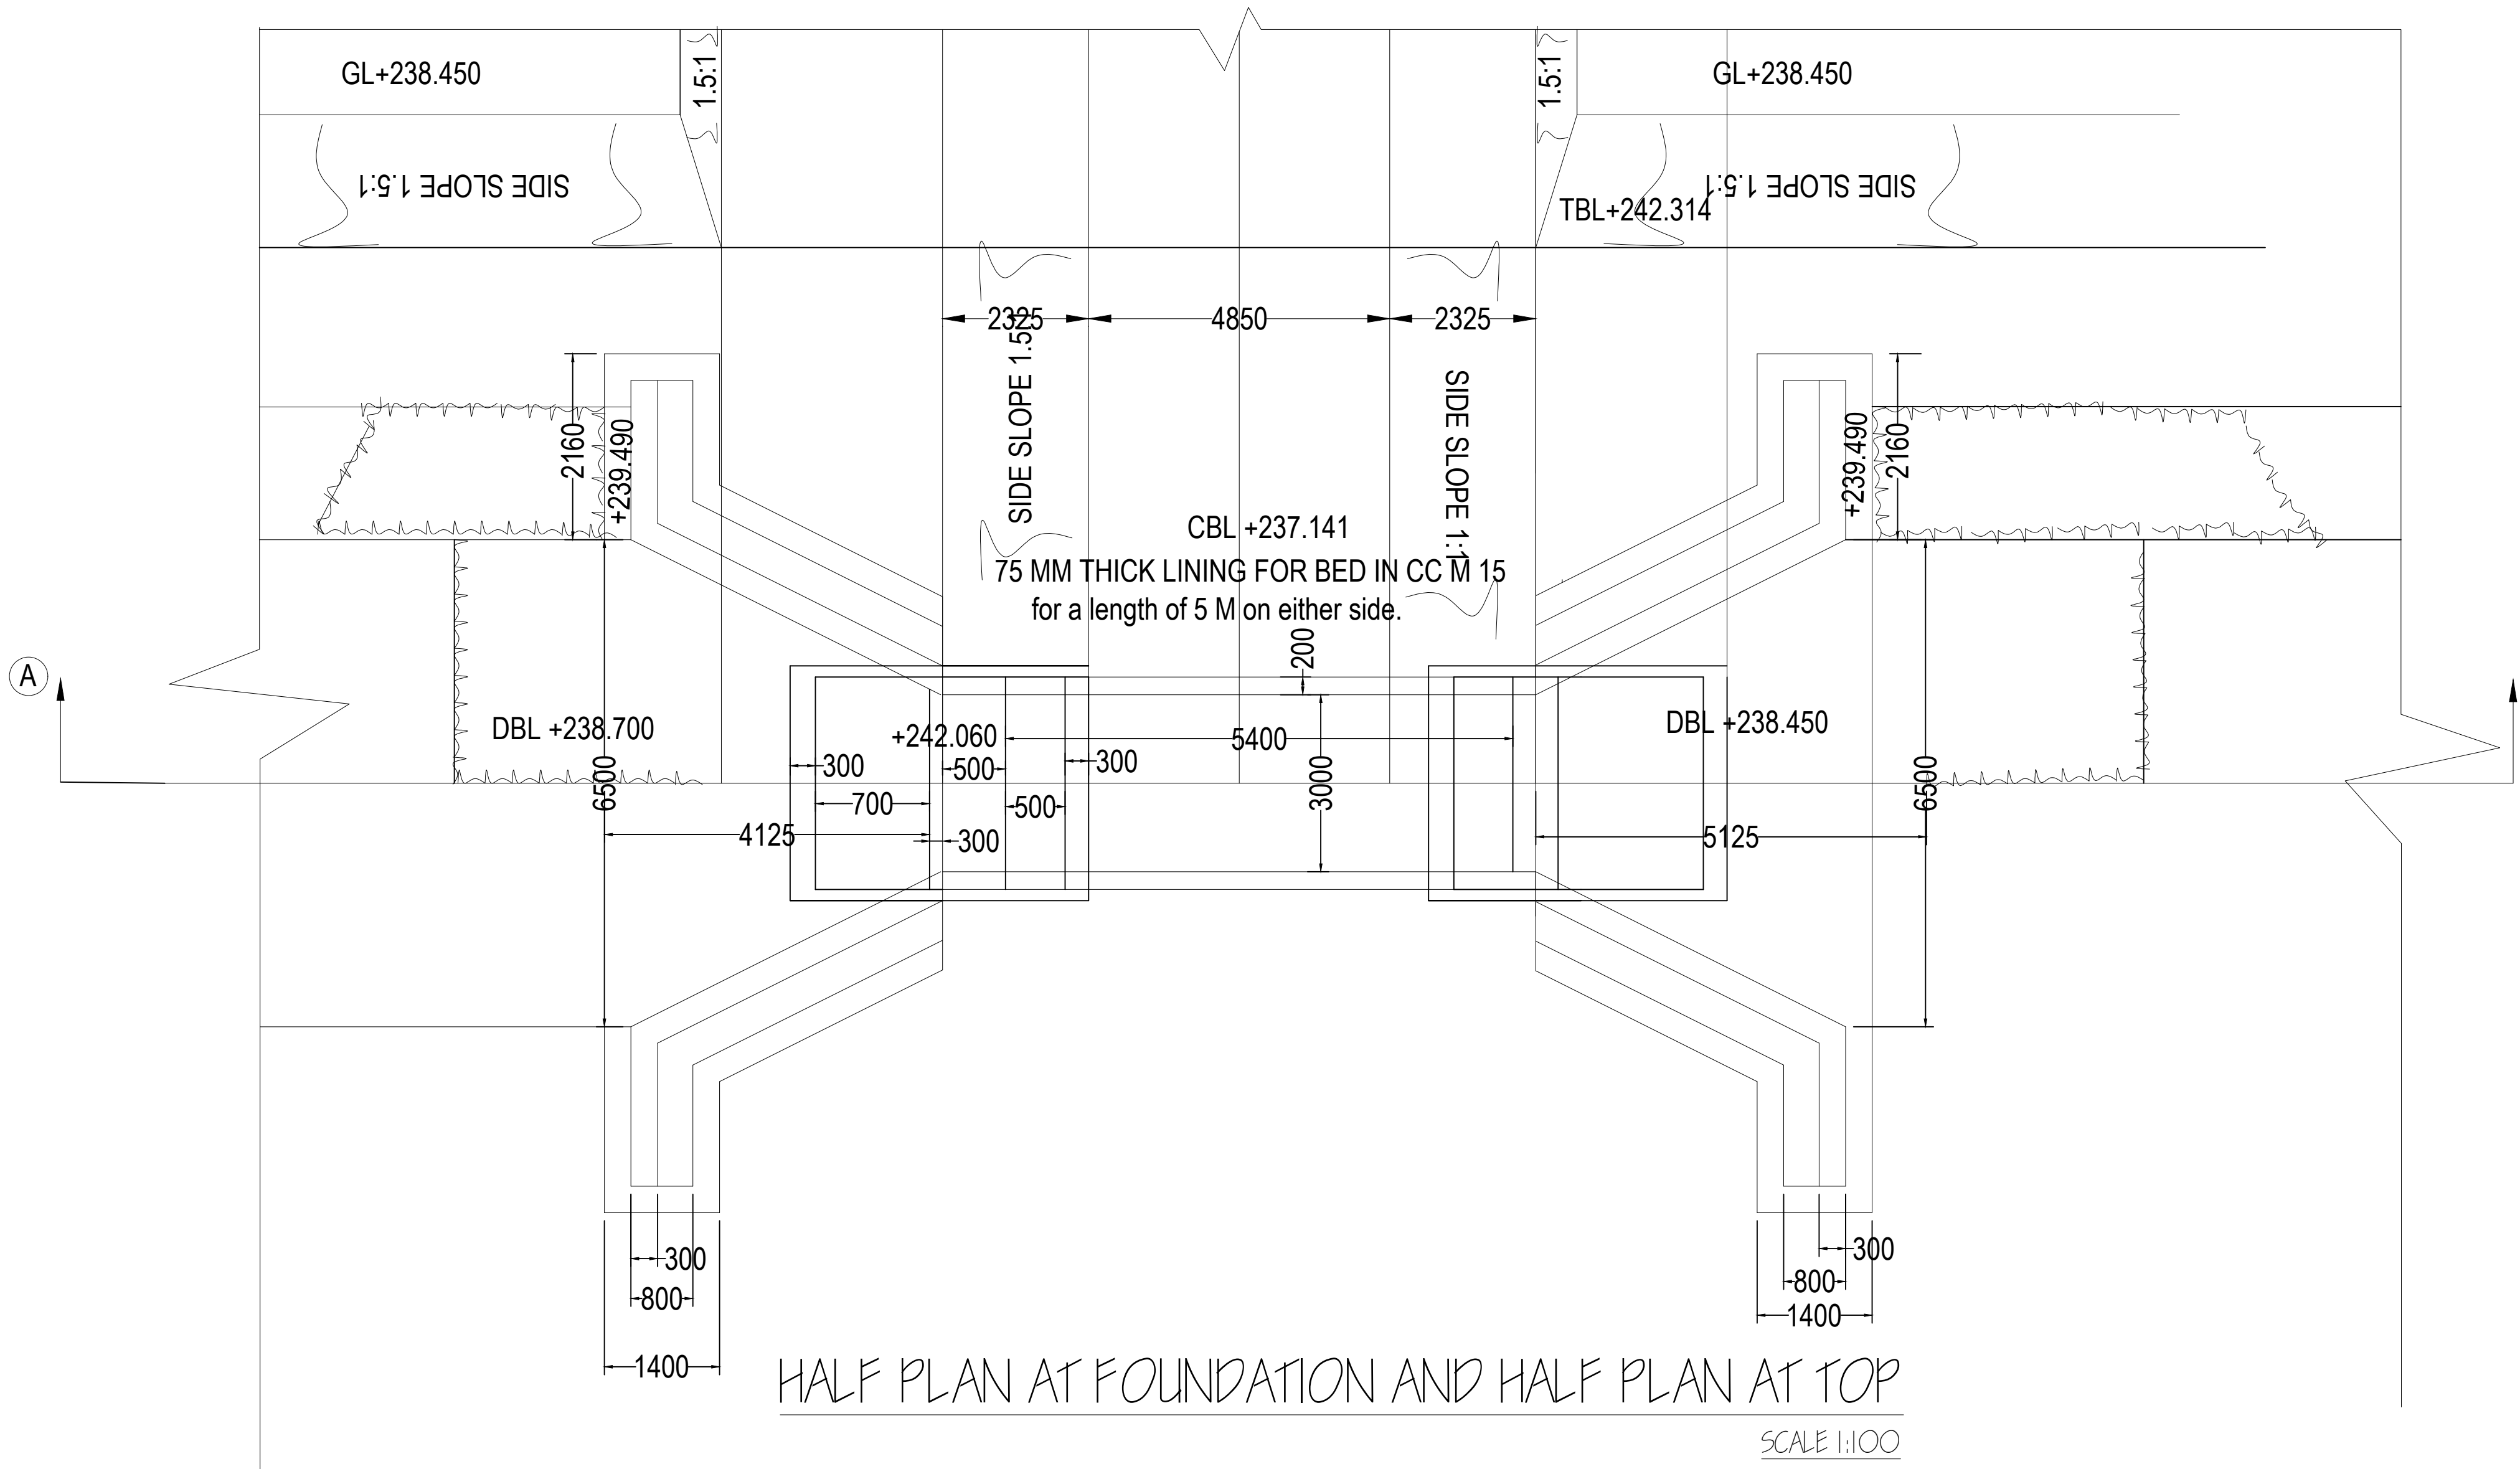 GL+238.450
1.5:1
1.5:1
GL+238.450
SIDE SLOPE 1.5:1
SIDE SLOPE 1.5:1
TBL+242.314
2325
4850
2325
SIDE SLOPE 1.5:1
SIDE SLOPE 1:1
2160
+239.490
+239.490
2160
CBL +237.141
75 MM THICK LINING FOR BED IN CC M 15
for a length of 5 M on either side.
200
A
DBL +238.700
+242.060
5400
DBL +238.450
300
500
300
6500
3000
6500
700
500
4125
300
5125
300
800
1400
300
800
1400
HALF PLAN AT FOUNDATION AND HALF PLAN AT TOP
SCALE 1:100